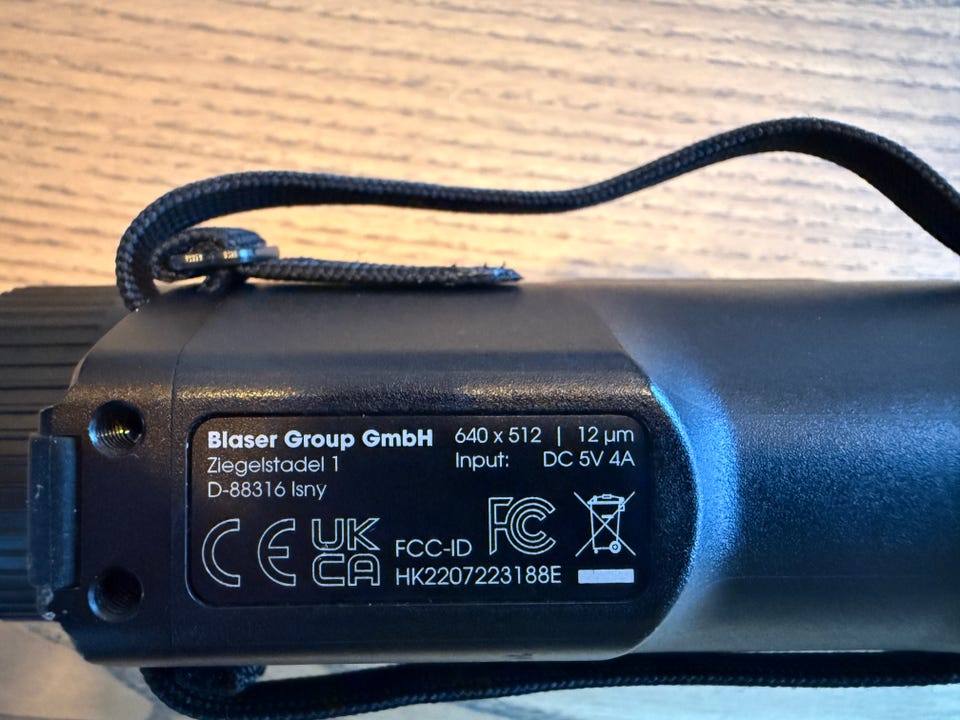 Blaser Group GmbH
Ziegelstadel 1
D-88316 Isny
640 x 512 | 12 µm
Input: DC 5V 4A
CE
UK
CA
FCC-ID
FC
HK2207223188E